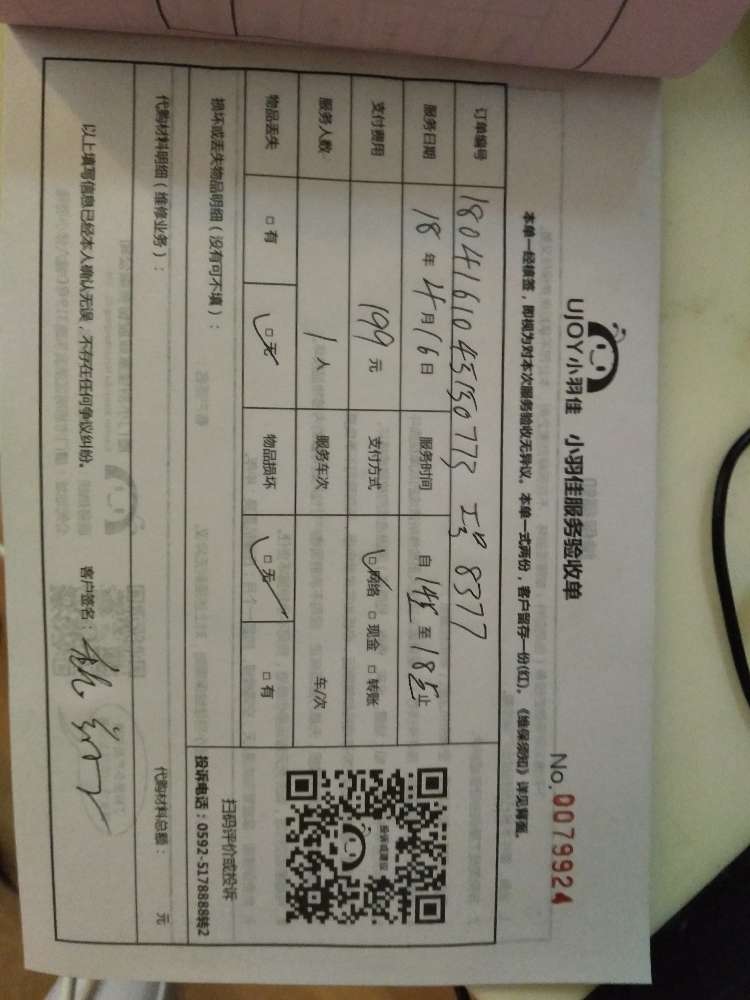 UJOY小羽佳 小羽佳服务验收单
No. 0079924
本单一经核签，即视为对本次服务验收无异议。本单一式两份，客户留存一份(红)。《维保须知》详见背面。
订单编号 18041610453150773 工号 8377
服务日期 18年4月16日 服务时间 自 14点 至 18点 止
支付费用 199元 支付方式 □网络 □现金 □转账
服务人数 1人 服务车次 车/次
物品丢失 □有 □无 物品损坏 □无 □有
损坏或丢失物品明细（没有可不填）：
投诉或建议
扫码评价或投诉
投诉电话：0592-5178888转2
代购材料明细（维修业务）： 代购材料总额： 元
以上填写信息已经本人确认无误，不存在任何争议纠纷。 客户签名：